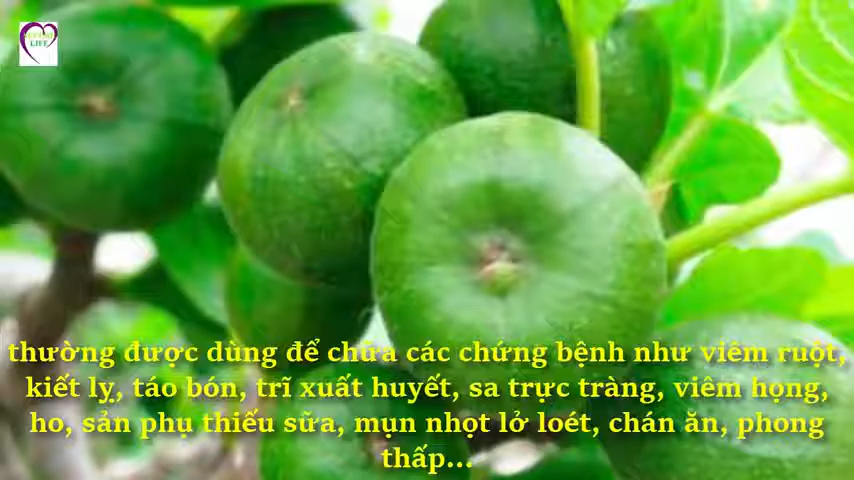 LIFE
thường được dùng để chữa các chứng bệnh như viêm ruột,
kiết lỵ, táo bón, trĩ xuất huyết, sa trực tràng, viêm họng,
ho, sản phụ thiếu sữa, mụn nhọt lở loét, chán ăn, phong
thấp...